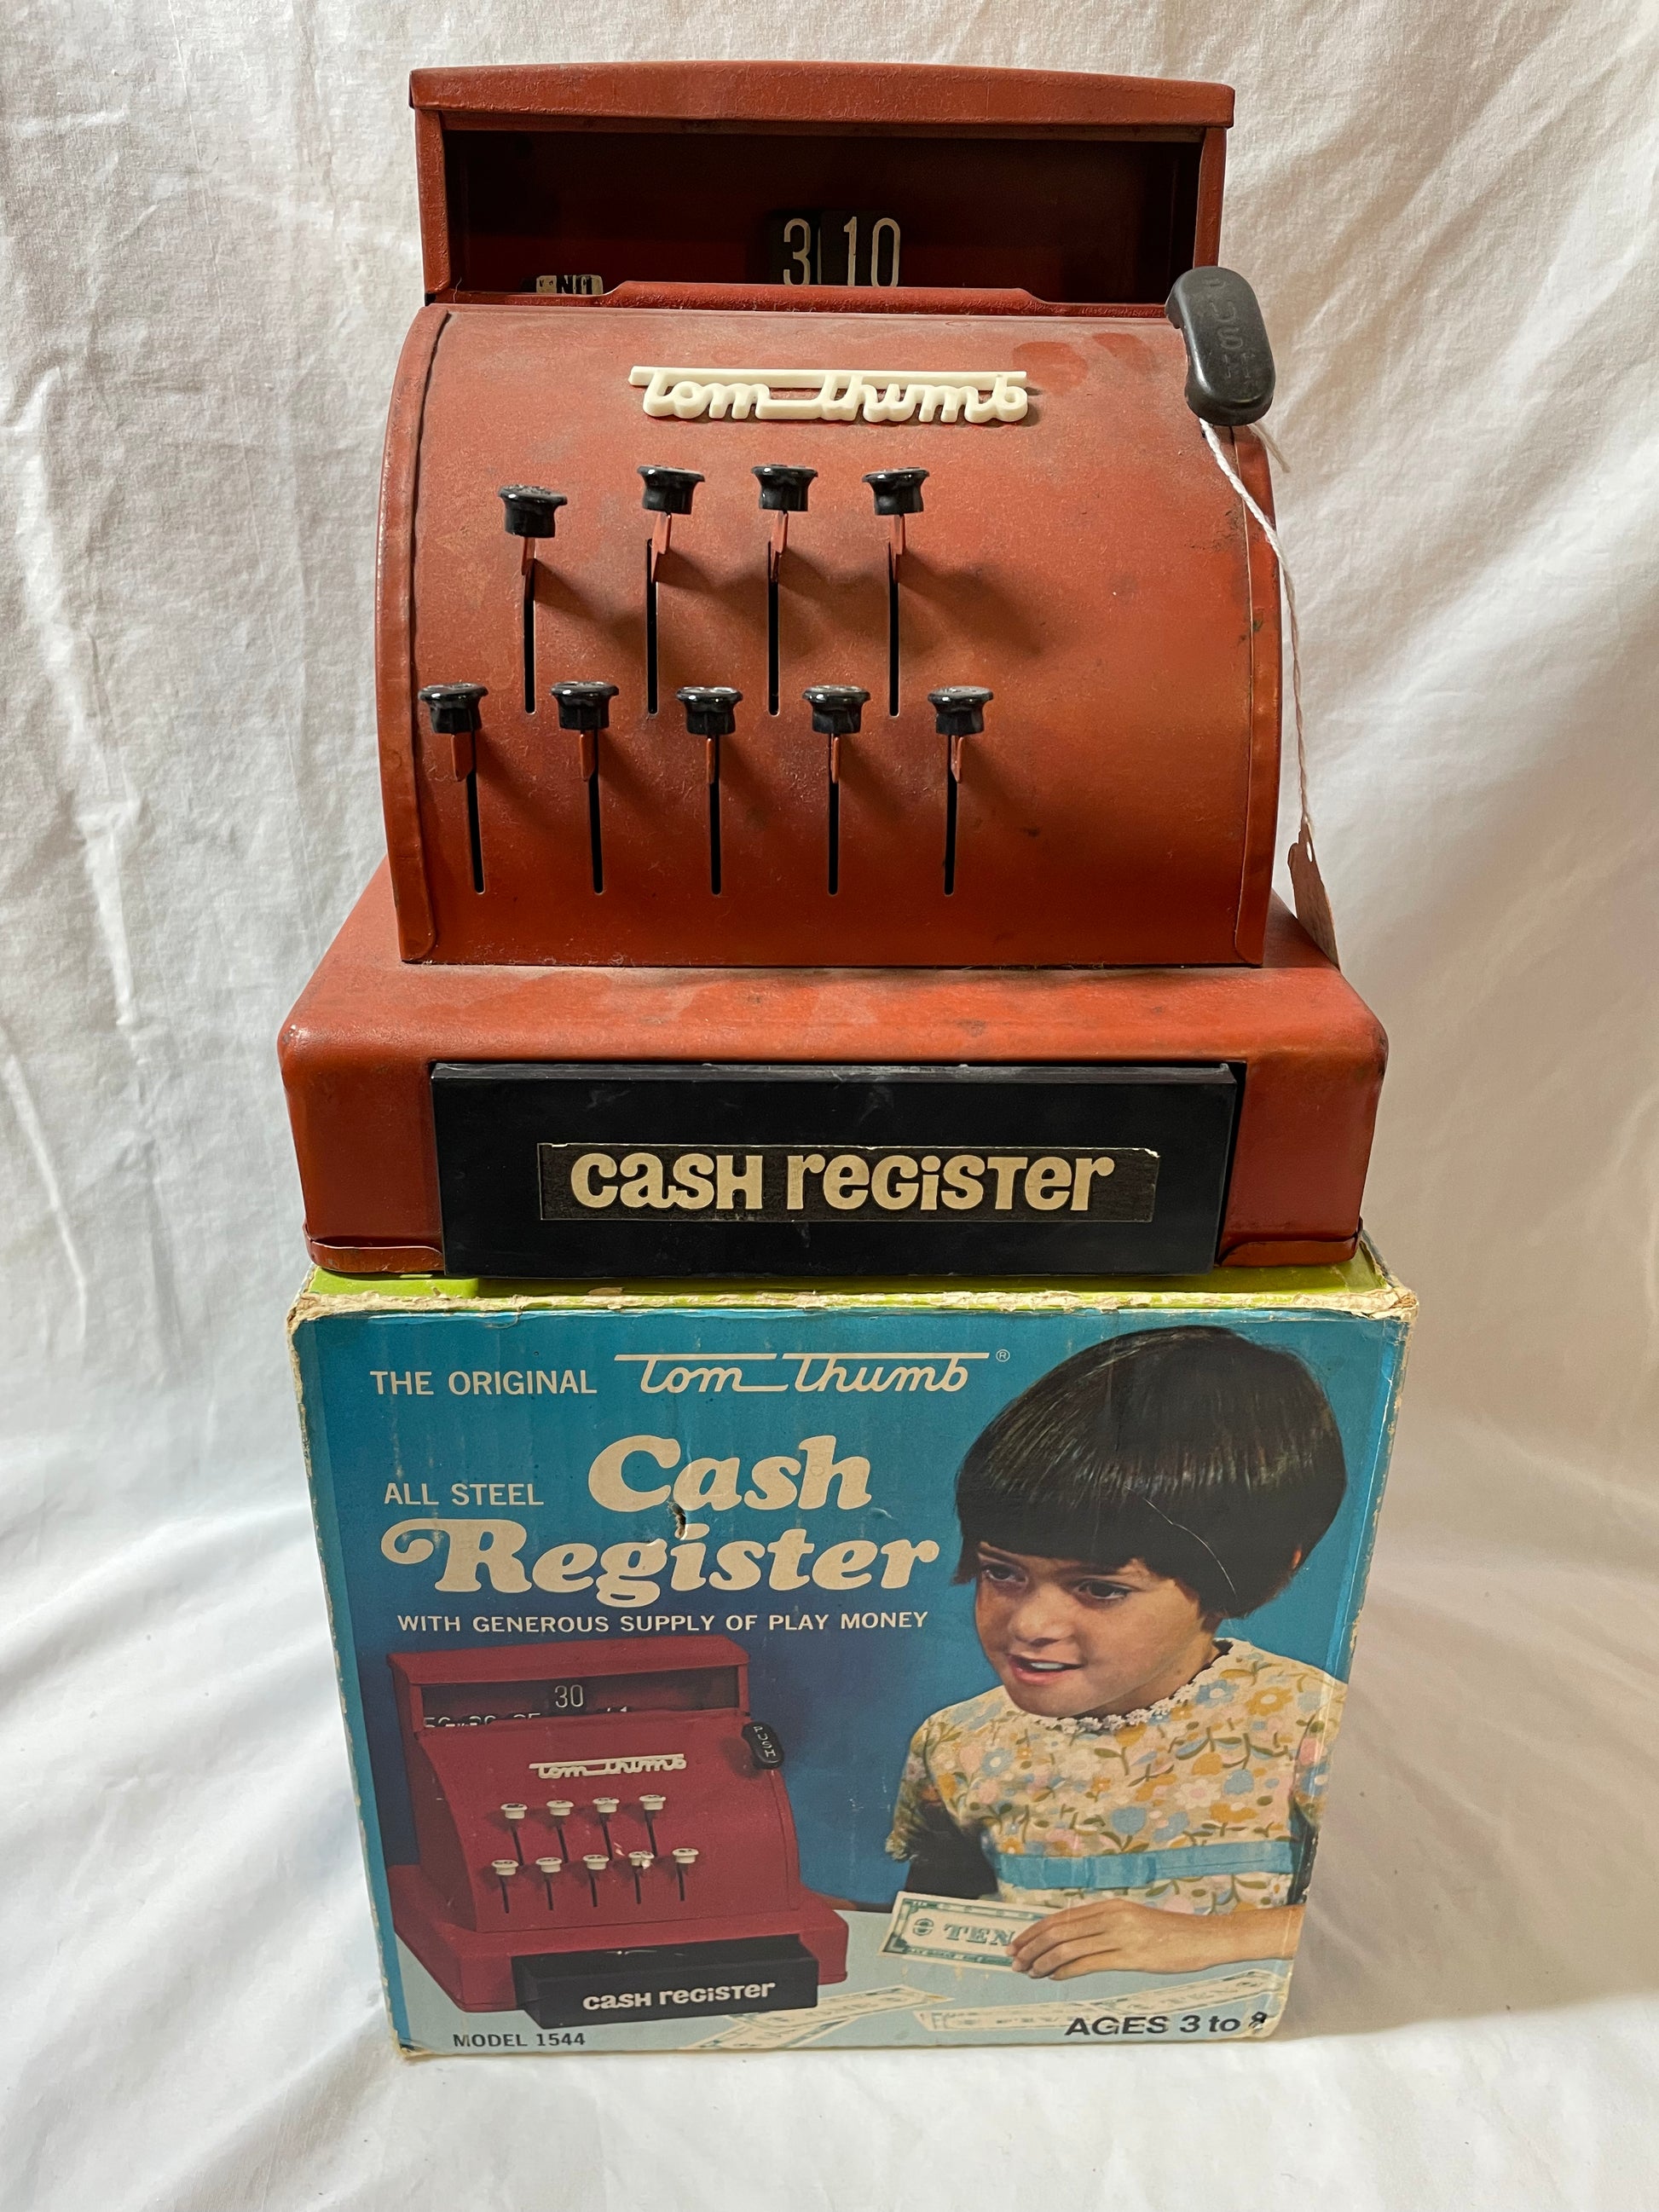 3 10
NO
PUSH
Tom Thumb
CASH REGISTER
THE ORIGINAL Tom Thumb®
ALL STEEL Cash
Register
WITH GENEROUS SUPPLY OF PLAY MONEY
30
PUSH
Tom Thumb
TEN
CASH REGISTER
MODEL 1544
AGES 3 to 8